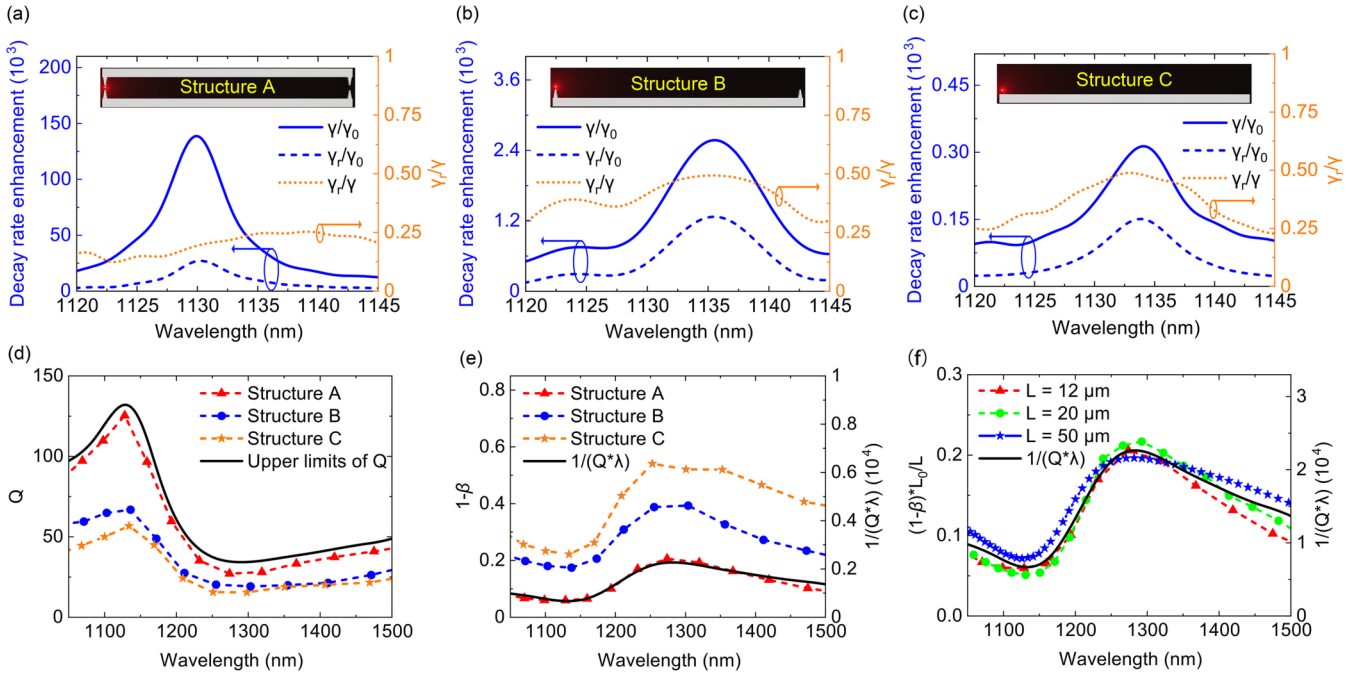 (a)
Decay rate enhancement (10³)
200
150
100
50
0
Structure A
γ/γ₀
γᵣ/γ₀
γᵣ/γ
1
0.75
0.50
0.25
0
γᵣ/γ
1120 1125 1130 1135 1140 1145
Wavelength (nm)
(b)
Decay rate enhancement (10³)
3.6
2.4
1.2
0
Structure B
γ/γ₀
γᵣ/γ₀
γᵣ/γ
1
0.75
0.50
0.25
0
γᵣ/γ
1120 1125 1130 1135 1140 1145
Wavelength (nm)
(c)
Decay rate enhancement (10³)
0.45
0.30
0.15
0
Structure C
γ/γ₀
γᵣ/γ₀
γᵣ/γ
1
0.75
0.50
0.25
0
γᵣ/γ
1120 1125 1130 1135 1140 1145
Wavelength (nm)
(d)
Q
150
100
50
0
Structure A
Structure B
Structure C
Upper limits of Q
1100 1200 1300 1400 1500
Wavelength (nm)
(e)
1-β
0.8
0.6
0.4
0.2
0.0
Structure A
Structure B
Structure C
1/(Q*λ)
1
0.8
0.6
0.4
0.2
0
1/(Q*λ) (10⁴)
1100 1200 1300 1400 1500
Wavelength (nm)
(f)
(1-β)*L₀/L
0.3
0.2
0.1
0.0
L = 12 μm
L = 20 μm
L = 50 μm
1/(Q*λ)
3
2
1
0
1/(Q*λ) (10⁴)
1100 1200 1300 1400 1500
Wavelength (nm)